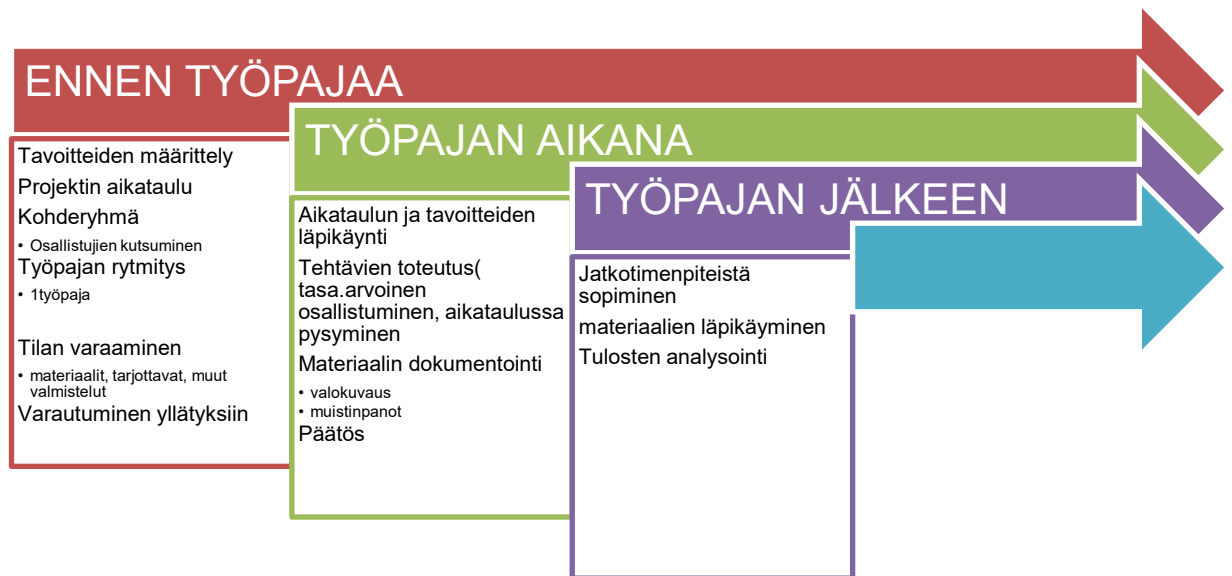 ENNEN TYÖPAJAA
Tavoitteiden määrittely
Projektin aikataulu
Kohderyhmä
• Osallistujien kutsuminen
Työpajan rytmitys
• 1työpaja
Tilan varaaminen
• materiaalit, tarjottavat, muut
valmistelut
Varautuminen yllätyksiin
TYÖPAJAN AIKANA
Aikataulun ja tavoitteiden
läpikäynti
Tehtävien toteutus(
tasa.arvoinen
osallistuminen, aikataulussa
pysyminen
Materiaalin dokumentointi
• valokuvaus
• muistinpanot
Päätös
TYÖPAJAN JÄLKEEN
Jatkotimenpiteistä
sopiminen
materiaalien läpikäyminen
Tulosten analysointi